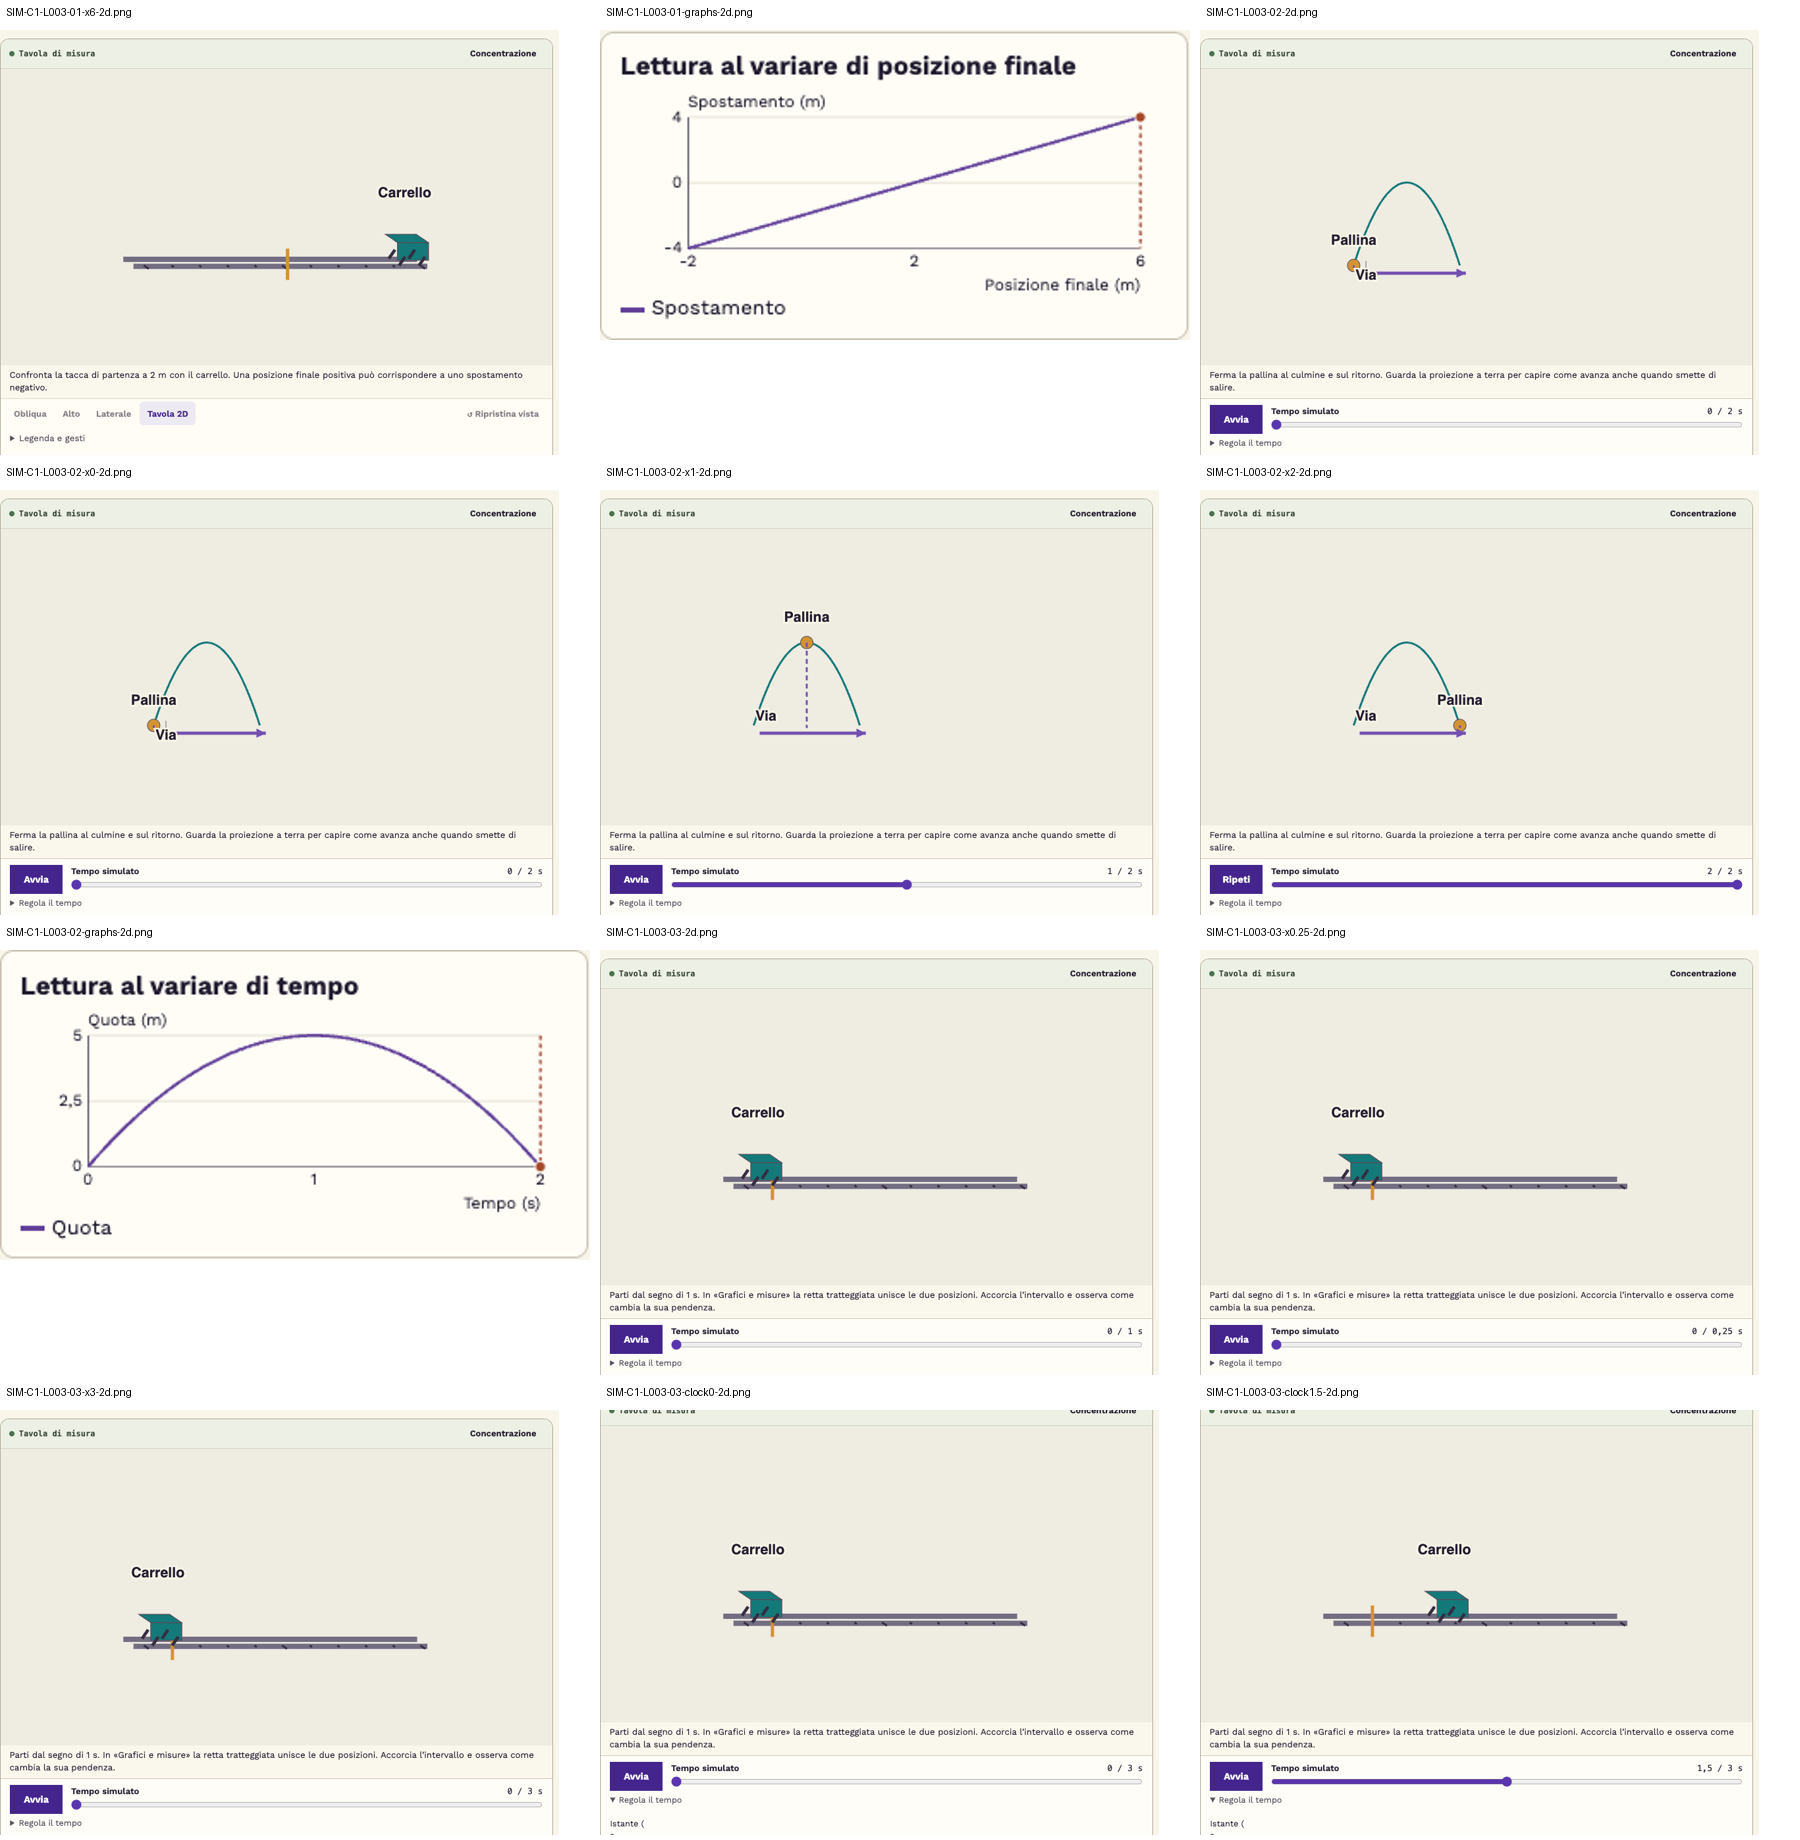 SIM-C1-L003-01-x6-2d.png
Tavola di misura
Concentrazione
Carrello
Confronta la tacca di partenza a 2 m con il carrello. Una posizione finale positiva può corrispondere a uno spostamento
negativo.
Obliqua Alto Laterale Tavola 2D ↺ Ripristina vista
▶ Legenda e gesti
SIM-C1-L003-01-graphs-2d.png
Lettura al variare di posizione finale
Spostamento (m)
4
0
-4
-2 2 6
Posizione finale (m)
Spostamento
SIM-C1-L003-02-2d.png
Tavola di misura
Concentrazione
Pallina
Via
Ferma la pallina al culmine e sul ritorno. Guarda la proiezione a terra per capire come avanza anche quando smette di
salire.
Avvia
Tempo simulato
0 / 2 s
▶ Regola il tempo
SIM-C1-L003-02-x0-2d.png
Tavola di misura
Concentrazione
Pallina
Via
Ferma la pallina al culmine e sul ritorno. Guarda la proiezione a terra per capire come avanza anche quando smette di
salire.
Avvia
Tempo simulato
0 / 2 s
▶ Regola il tempo
SIM-C1-L003-02-x1-2d.png
Tavola di misura
Concentrazione
Pallina
Via
Ferma la pallina al culmine e sul ritorno. Guarda la proiezione a terra per capire come avanza anche quando smette di
salire.
Avvia
Tempo simulato
1 / 2 s
▶ Regola il tempo
SIM-C1-L003-02-x2-2d.png
Tavola di misura
Concentrazione
Pallina
Via
Ferma la pallina al culmine e sul ritorno. Guarda la proiezione a terra per capire come avanza anche quando smette di
salire.
Ripeti
Tempo simulato
2 / 2 s
▶ Regola il tempo
SIM-C1-L003-02-graphs-2d.png
Lettura al variare di tempo
Quota (m)
5
2,5
0
0 1 2
Tempo (s)
Quota
SIM-C1-L003-03-2d.png
Tavola di misura
Concentrazione
Carrello
Parti dal segno di 1 s. In «Grafici e misure» la retta tratteggiata unisce le due posizioni. Accorcia l'intervallo e osserva come
cambia la sua pendenza.
Avvia
Tempo simulato
0 / 1 s
▶ Regola il tempo
SIM-C1-L003-03-x0.25-2d.png
Tavola di misura
Concentrazione
Carrello
Parti dal segno di 1 s. In «Grafici e misure» la retta tratteggiata unisce le due posizioni. Accorcia l'intervallo e osserva come
cambia la sua pendenza.
Avvia
Tempo simulato
0 / 0,25 s
▶ Regola il tempo
SIM-C1-L003-03-x3-2d.png
Tavola di misura
Concentrazione
Carrello
Parti dal segno di 1 s. In «Grafici e misure» la retta tratteggiata unisce le due posizioni. Accorcia l'intervallo e osserva come
cambia la sua pendenza.
Avvia
Tempo simulato
0 / 3 s
▶ Regola il tempo
SIM-C1-L003-03-clock0-2d.png
Tavola di misura
Concentrazione
Carrello
Parti dal segno di 1 s. In «Grafici e misure» la retta tratteggiata unisce le due posizioni. Accorcia l'intervallo e osserva come
cambia la sua pendenza.
Avvia
Tempo simulato
0 / 3 s
▼ Regola il tempo
Istante (
SIM-C1-L003-03-clock1.5-2d.png
Tavola di misura
Concentrazione
Carrello
Parti dal segno di 1 s. In «Grafici e misure» la retta tratteggiata unisce le due posizioni. Accorcia l'intervallo e osserva come
cambia la sua pendenza.
Avvia
Tempo simulato
1,5 / 3 s
▼ Regola il tempo
Istante (